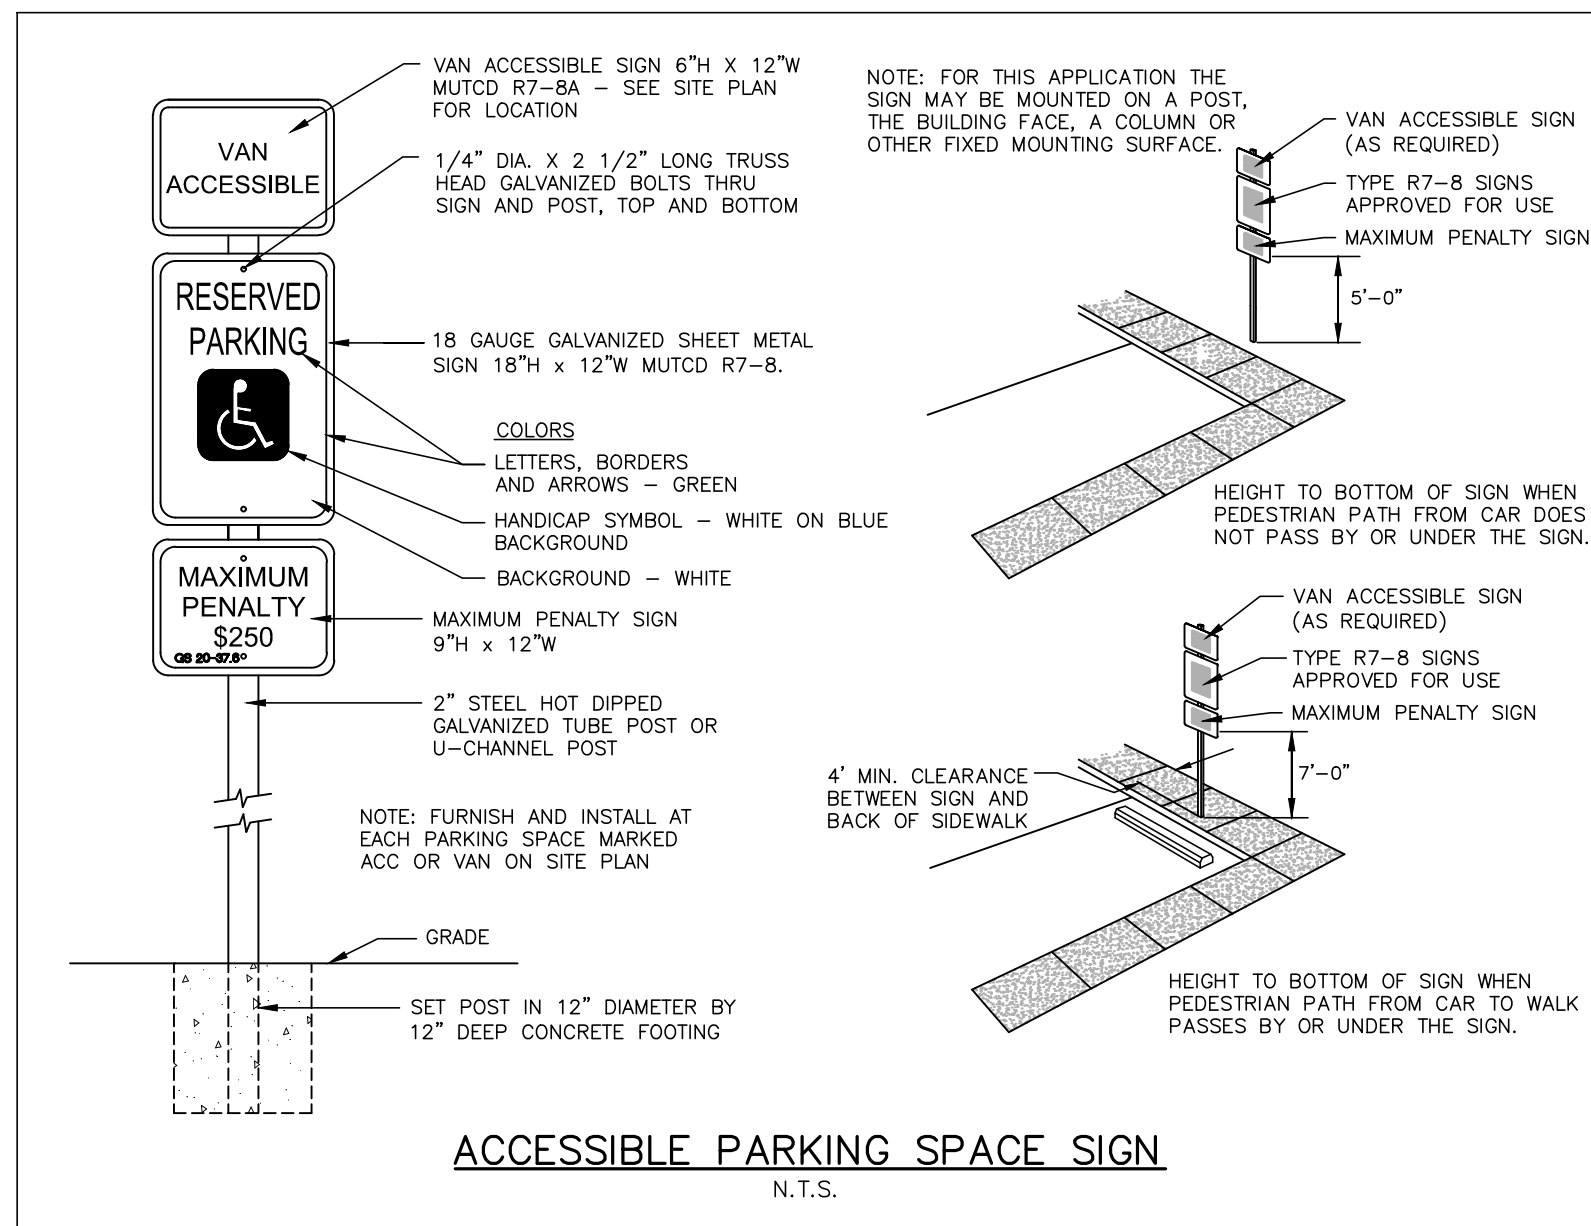 VAN ACCESSIBLE SIGN 6”H X 12”W
MUTCD R7–8A – SEE SITE PLAN
FOR LOCATION
VAN
ACCESSIBLE
1/4” DIA. X 2 1/2” LONG TRUSS
HEAD GALVANIZED BOLTS THRU
SIGN AND POST, TOP AND BOTTOM
RESERVED
PARKING
18 GAUGE GALVANIZED SHEET METAL
SIGN 18”H x 12”W MUTCD R7–8.
COLORS
LETTERS, BORDERS
AND ARROWS – GREEN
HANDICAP SYMBOL – WHITE ON BLUE
BACKGROUND
BACKGROUND – WHITE
MAXIMUM
PENALTY
$250
GS 20-37.6°
MAXIMUM PENALTY SIGN
9”H x 12”W
2” STEEL HOT DIPPED
GALVANIZED TUBE POST OR
U–CHANNEL POST
NOTE: FURNISH AND INSTALL AT
EACH PARKING SPACE MARKED
ACC OR VAN ON SITE PLAN
GRADE
SET POST IN 12” DIAMETER BY
12” DEEP CONCRETE FOOTING
NOTE: FOR THIS APPLICATION THE
SIGN MAY BE MOUNTED ON A POST,
THE BUILDING FACE, A COLUMN OR
OTHER FIXED MOUNTING SURFACE.
VAN ACCESSIBLE SIGN
(AS REQUIRED)
TYPE R7–8 SIGNS
APPROVED FOR USE
MAXIMUM PENALTY SIGN
5’–0”
HEIGHT TO BOTTOM OF SIGN WHEN
PEDESTRIAN PATH FROM CAR DOES
NOT PASS BY OR UNDER THE SIGN.
VAN ACCESSIBLE SIGN
(AS REQUIRED)
TYPE R7–8 SIGNS
APPROVED FOR USE
MAXIMUM PENALTY SIGN
7’–0”
4’ MIN. CLEARANCE
BETWEEN SIGN AND
BACK OF SIDEWALK
HEIGHT TO BOTTOM OF SIGN WHEN
PEDESTRIAN PATH FROM CAR TO WALK
PASSES BY OR UNDER THE SIGN.
ACCESSIBLE PARKING SPACE SIGN
N.T.S.